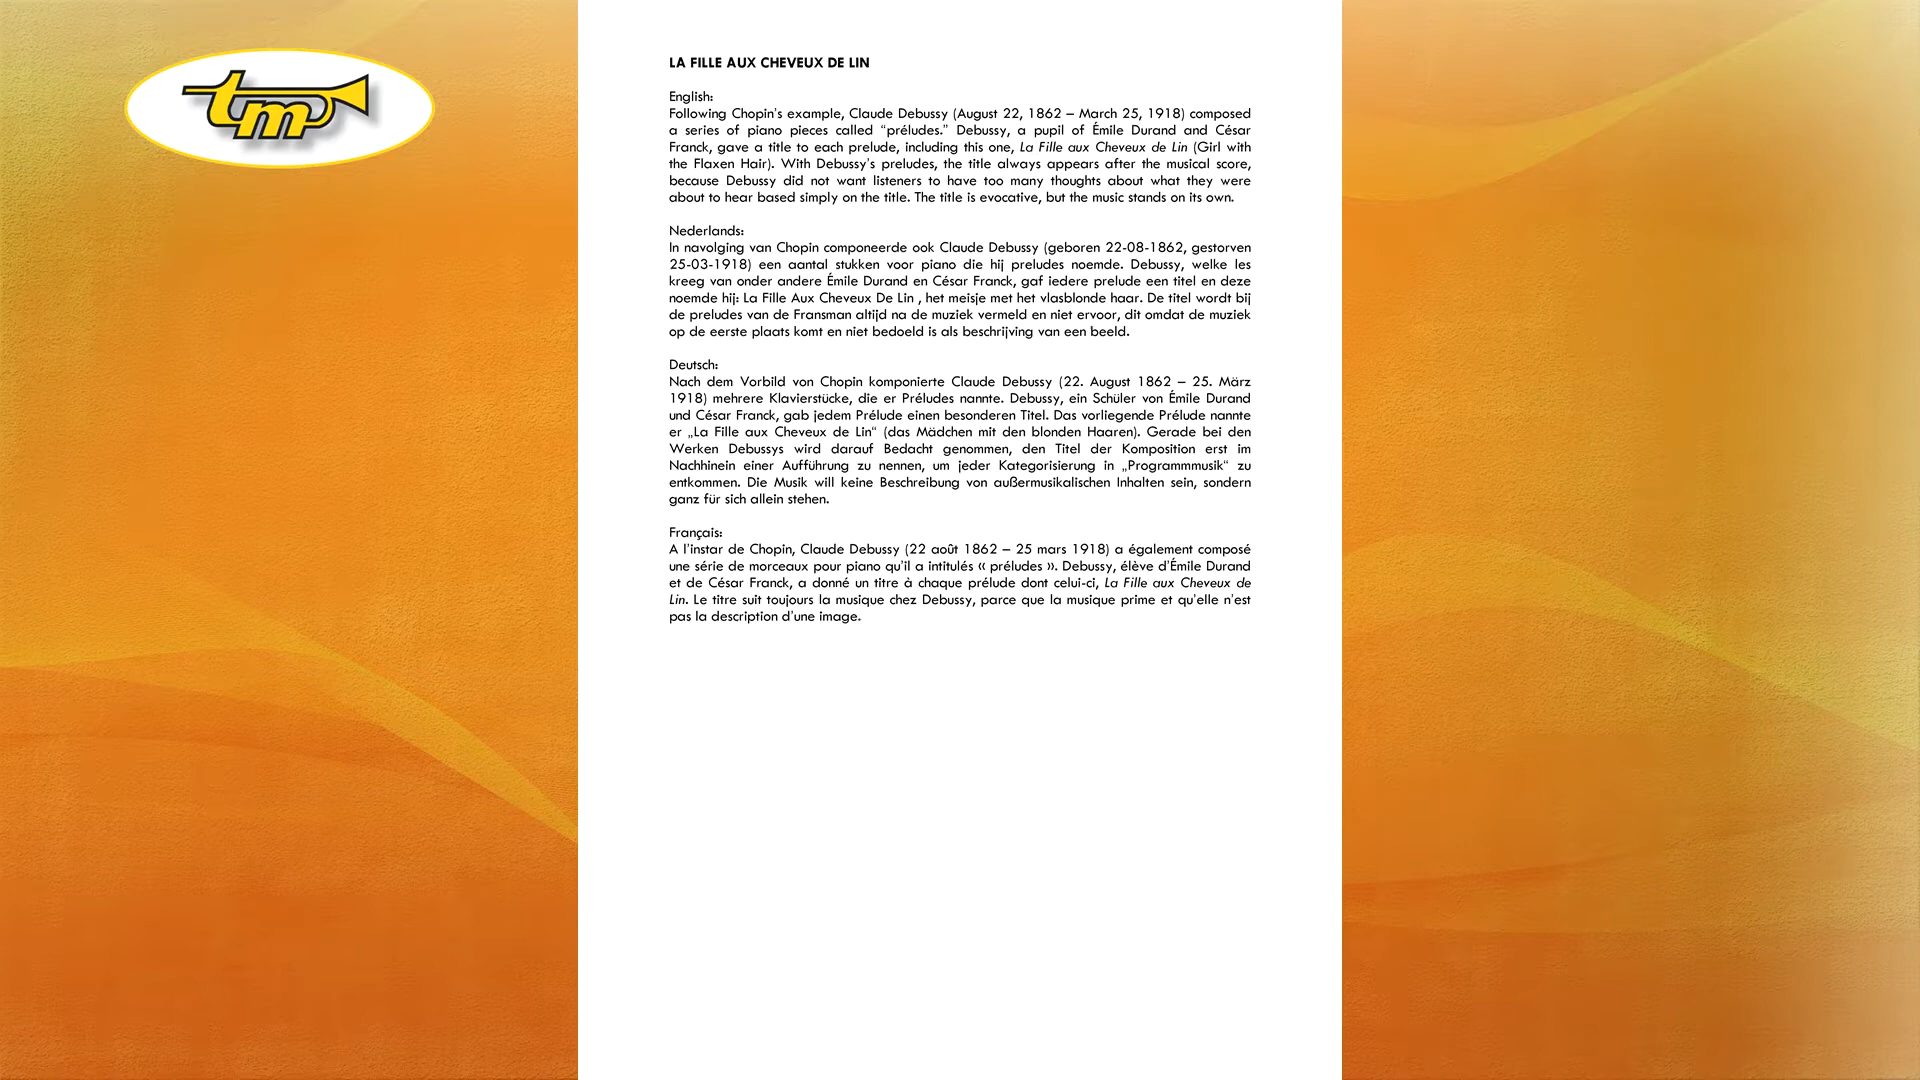 tm
LA FILLE AUX CHEVEUX DE LIN
English:
Following Chopin's example, Claude Debussy (August 22, 1862 – March 25, 1918) composed
a series of piano pieces called “préludes.” Debussy, a pupil of Émile Durand and César
Franck, gave a title to each prelude, including this one, La Fille aux Cheveux de Lin (Girl with
the Flaxen Hair). With Debussy's preludes, the title always appears after the musical score,
because Debussy did not want listeners to have too many thoughts about what they were
about to hear based simply on the title. The title is evocative, but the music stands on its own.
Nederlands:
In navolging van Chopin componeerde ook Claude Debussy (geboren 22-08-1862, gestorven
25-03-1918) een aantal stukken voor piano die hij preludes noemde. Debussy, welke les
kreeg van onder andere Émile Durand en César Franck, gaf iedere prelude een titel en deze
noemde hij: La Fille Aux Cheveux De Lin , het meisje met het vlasblonde haar. De titel wordt bij
de preludes van de Fransman altijd na de muziek vermeld en niet ervoor, dit omdat de muziek
op de eerste plaats komt en niet bedoeld is als beschrijving van een beeld.
Deutsch:
Nach dem Vorbild von Chopin komponierte Claude Debussy (22. August 1862 – 25. März
1918) mehrere Klavierstücke, die er Préludes nannte. Debussy, ein Schüler von Émile Durand
und César Franck, gab jedem Prélude einen besonderen Titel. Das vorliegende Prélude nannte
er „La Fille aux Cheveux de Lin“ (das Mädchen mit den blonden Haaren). Gerade bei den
Werken Debussys wird darauf Bedacht genommen, den Titel der Komposition erst im
Nachhinein einer Aufführung zu nennen, um jeder Kategorisierung in „Programmmusik“ zu
entkommen. Die Musik will keine Beschreibung von außermusikalischen Inhalten sein, sondern
ganz für sich allein stehen.
Français:
A l'instar de Chopin, Claude Debussy (22 août 1862 – 25 mars 1918) a également composé
une série de morceaux pour piano qu'il a intitulés « préludes ». Debussy, élève d'Émile Durand
et de César Franck, a donné un titre à chaque prélude dont celui-ci, La Fille aux Cheveux de
Lin. Le titre suit toujours la musique chez Debussy, parce que la musique prime et qu'elle n'est
pas la description d'une image.